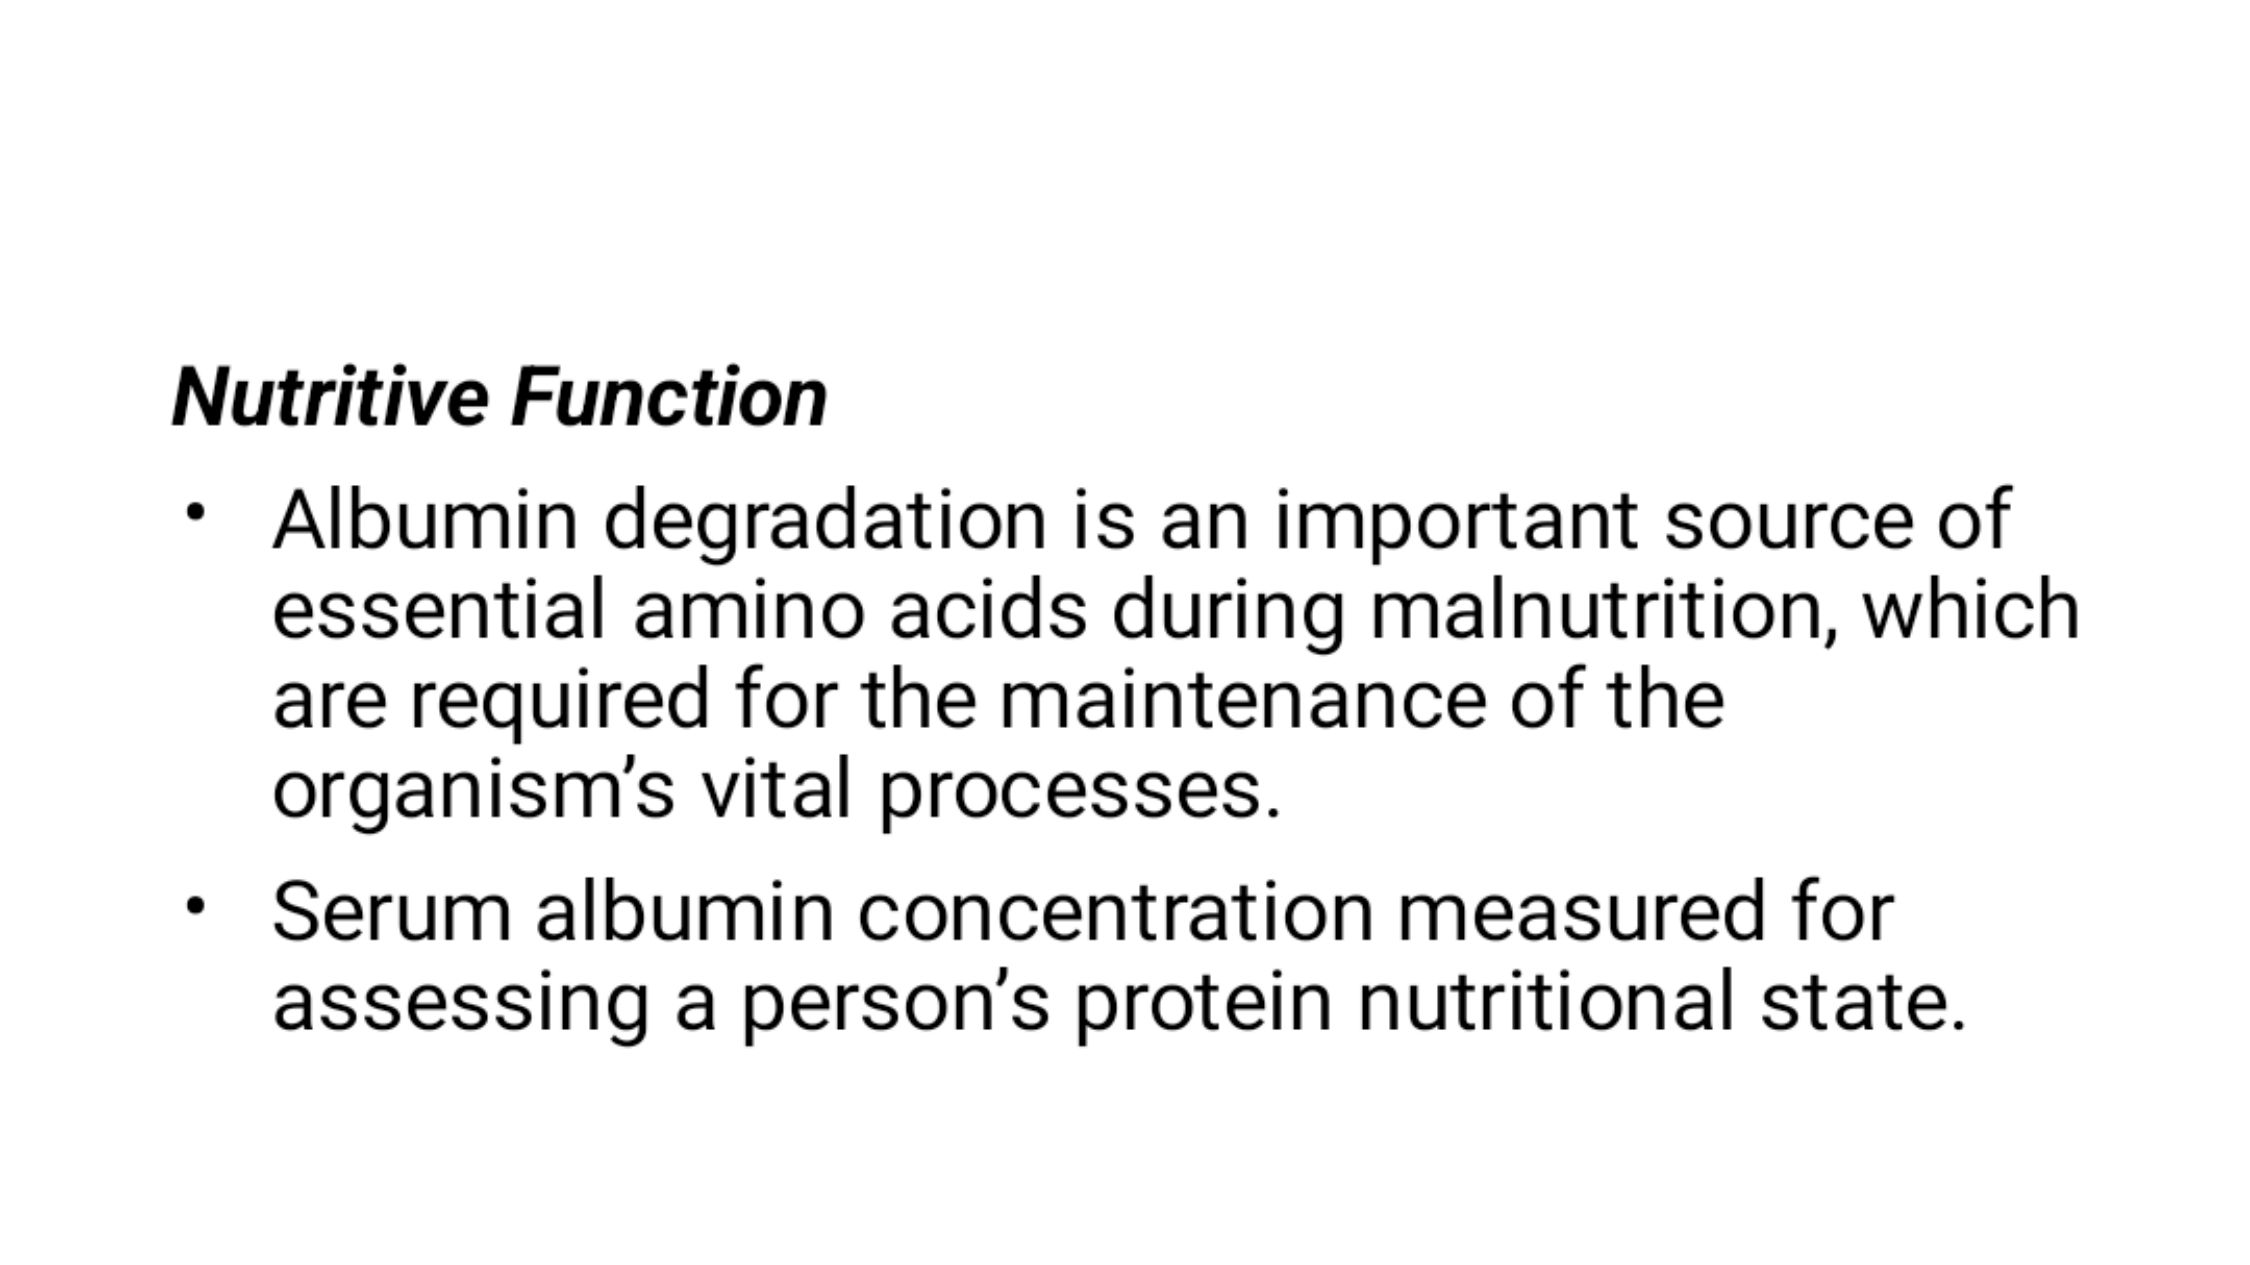 Nutritive Function
• Albumin degradation is an important source of
essential amino acids during malnutrition, which
are required for the maintenance of the
organism’s vital processes.
• Serum albumin concentration measured for
assessing a person’s protein nutritional state.